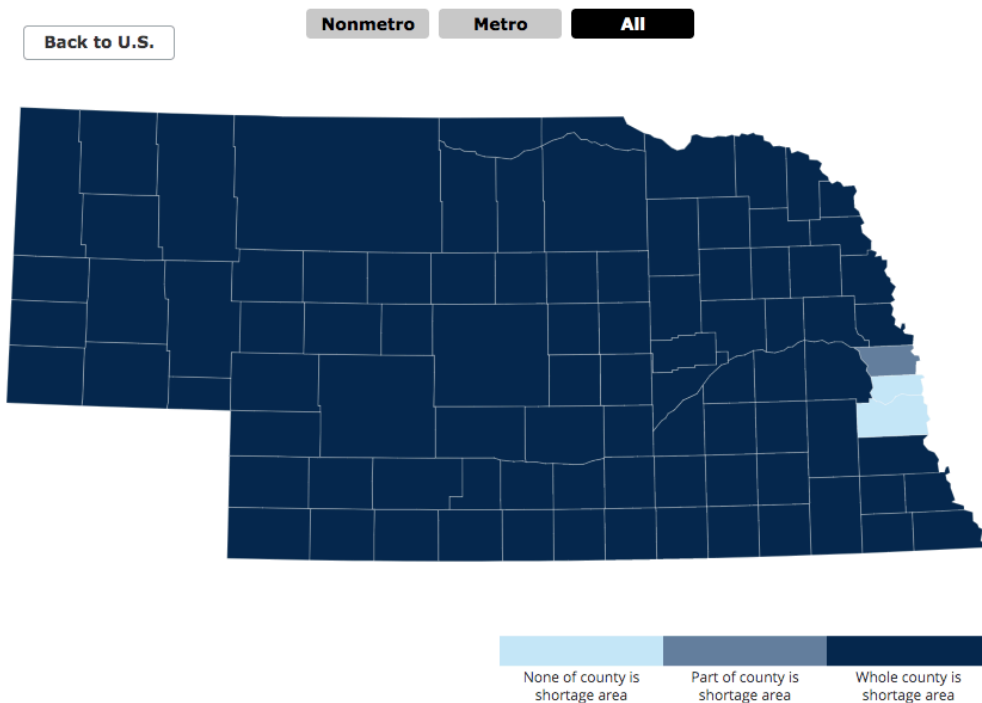 Nonmetro Metro All
Back to U.S.
None of county is
shortage area
Part of county is
shortage area
Whole county is
shortage area